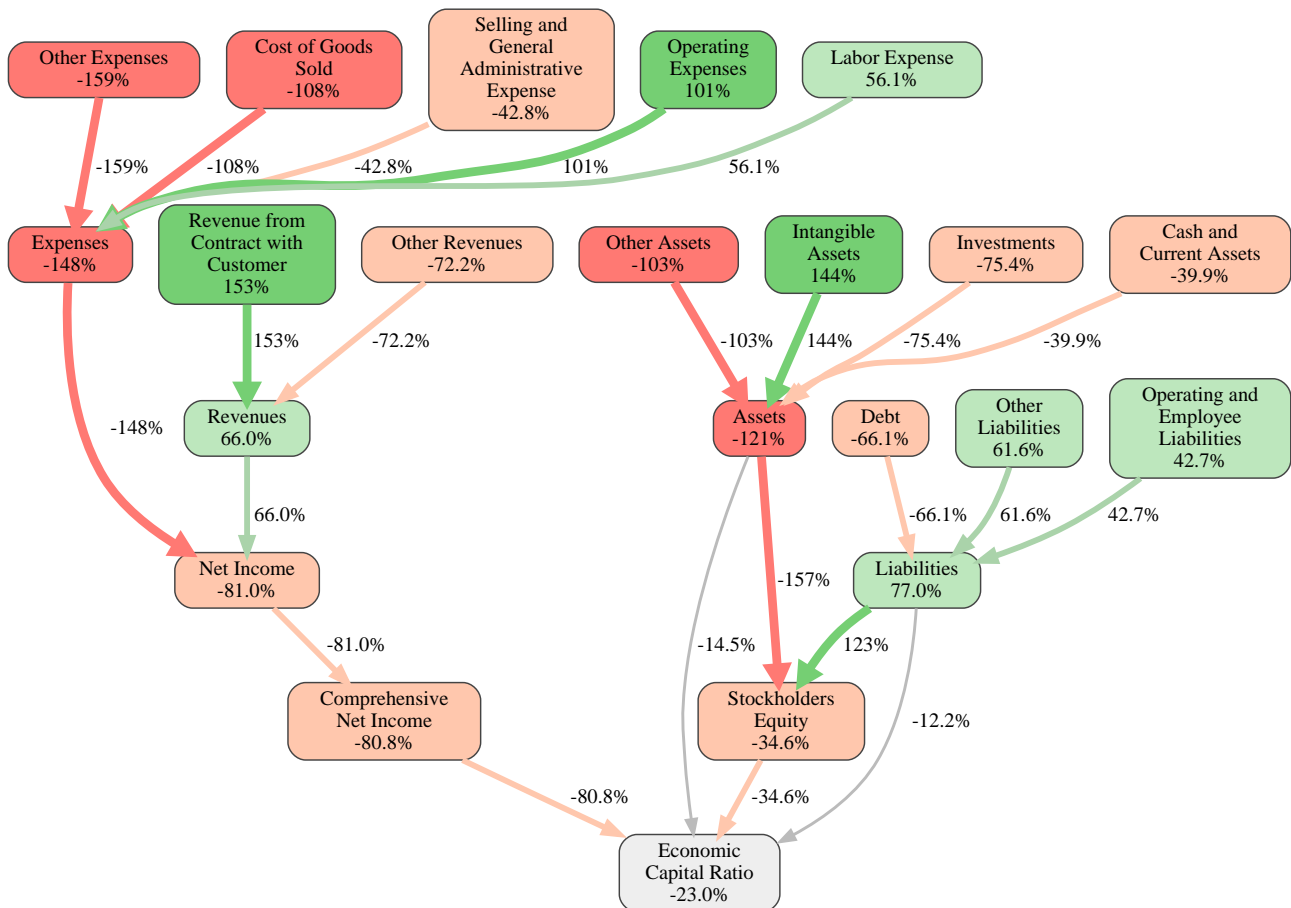 Other Expenses
-159%
Cost of Goods
Sold
-108%
Selling and
General
Administrative
Expense
-42.8%
Operating
Expenses
101%
Labor Expense
56.1%
-159%
-108%
-42.8%
101%
56.1%
Expenses
-148%
Revenue from
Contract with
Customer
153%
Other Revenues
-72.2%
Other Assets
-103%
Intangible
Assets
144%
Investments
-75.4%
Cash and
Current Assets
-39.9%
153%
-72.2%
-103%
144%
-75.4%
-39.9%
-148%
Revenues
66.0%
Assets
-121%
Debt
-66.1%
Other
Liabilities
61.6%
Operating and
Employee
Liabilities
42.7%
66.0%
-66.1%
61.6%
42.7%
Net Income
-81.0%
-157%
Liabilities
77.0%
-81.0%
-14.5%
123%
-12.2%
Comprehensive
Net Income
-80.8%
Stockholders
Equity
-34.6%
-80.8%
-34.6%
Economic
Capital Ratio
-23.0%